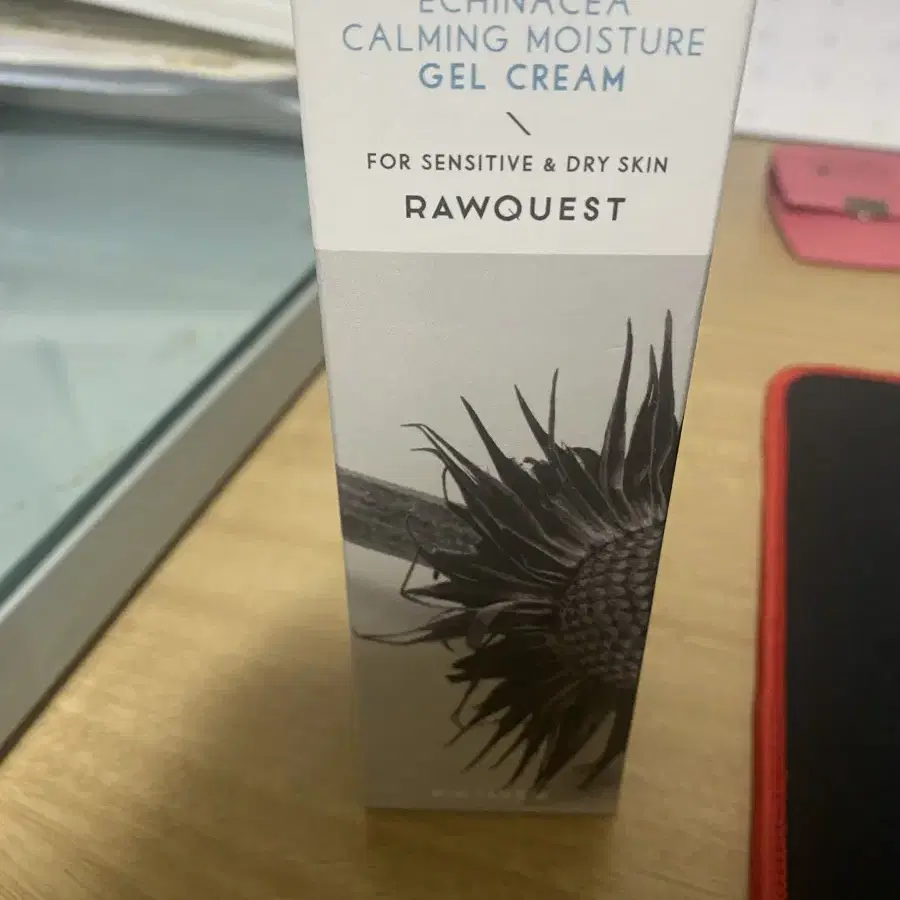 ECHINACEA
CALMING MOISTURE
GEL CREAM
FOR SENSITIVE & DRY SKIN
RAWQUEST